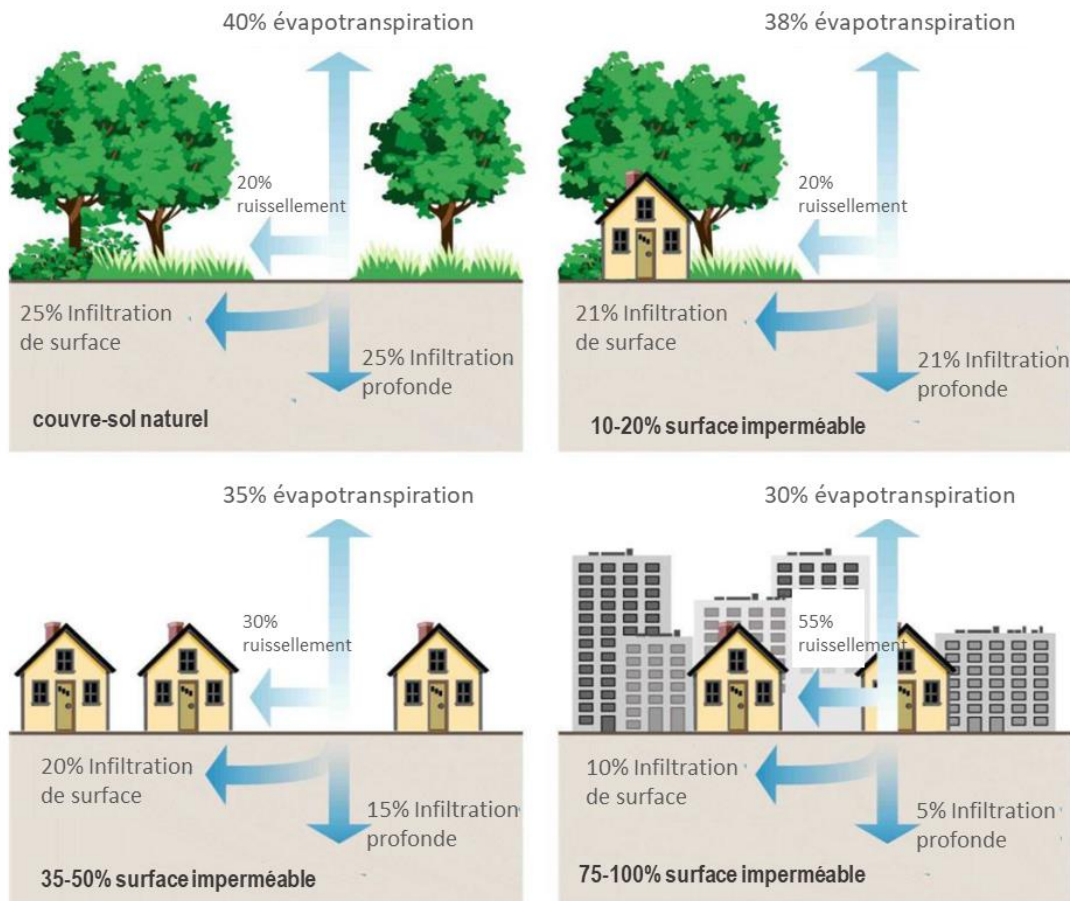 40% évapotranspiration
20%
ruissellement
25% Infiltration
de surface
25% Infiltration
profonde
couvre-sol naturel
38% évapotranspiration
20%
ruissellement
21% Infiltration
de surface
21% Infiltration
profonde
10-20% surface imperméable
35% évapotranspiration
30%
ruissellement
20% Infiltration
de surface
15% Infiltration
profonde
35-50% surface imperméable
30% évapotranspiration
55%
ruissellement
10% Infiltration
de surface
5% Infiltration
profonde
75-100% surface imperméable